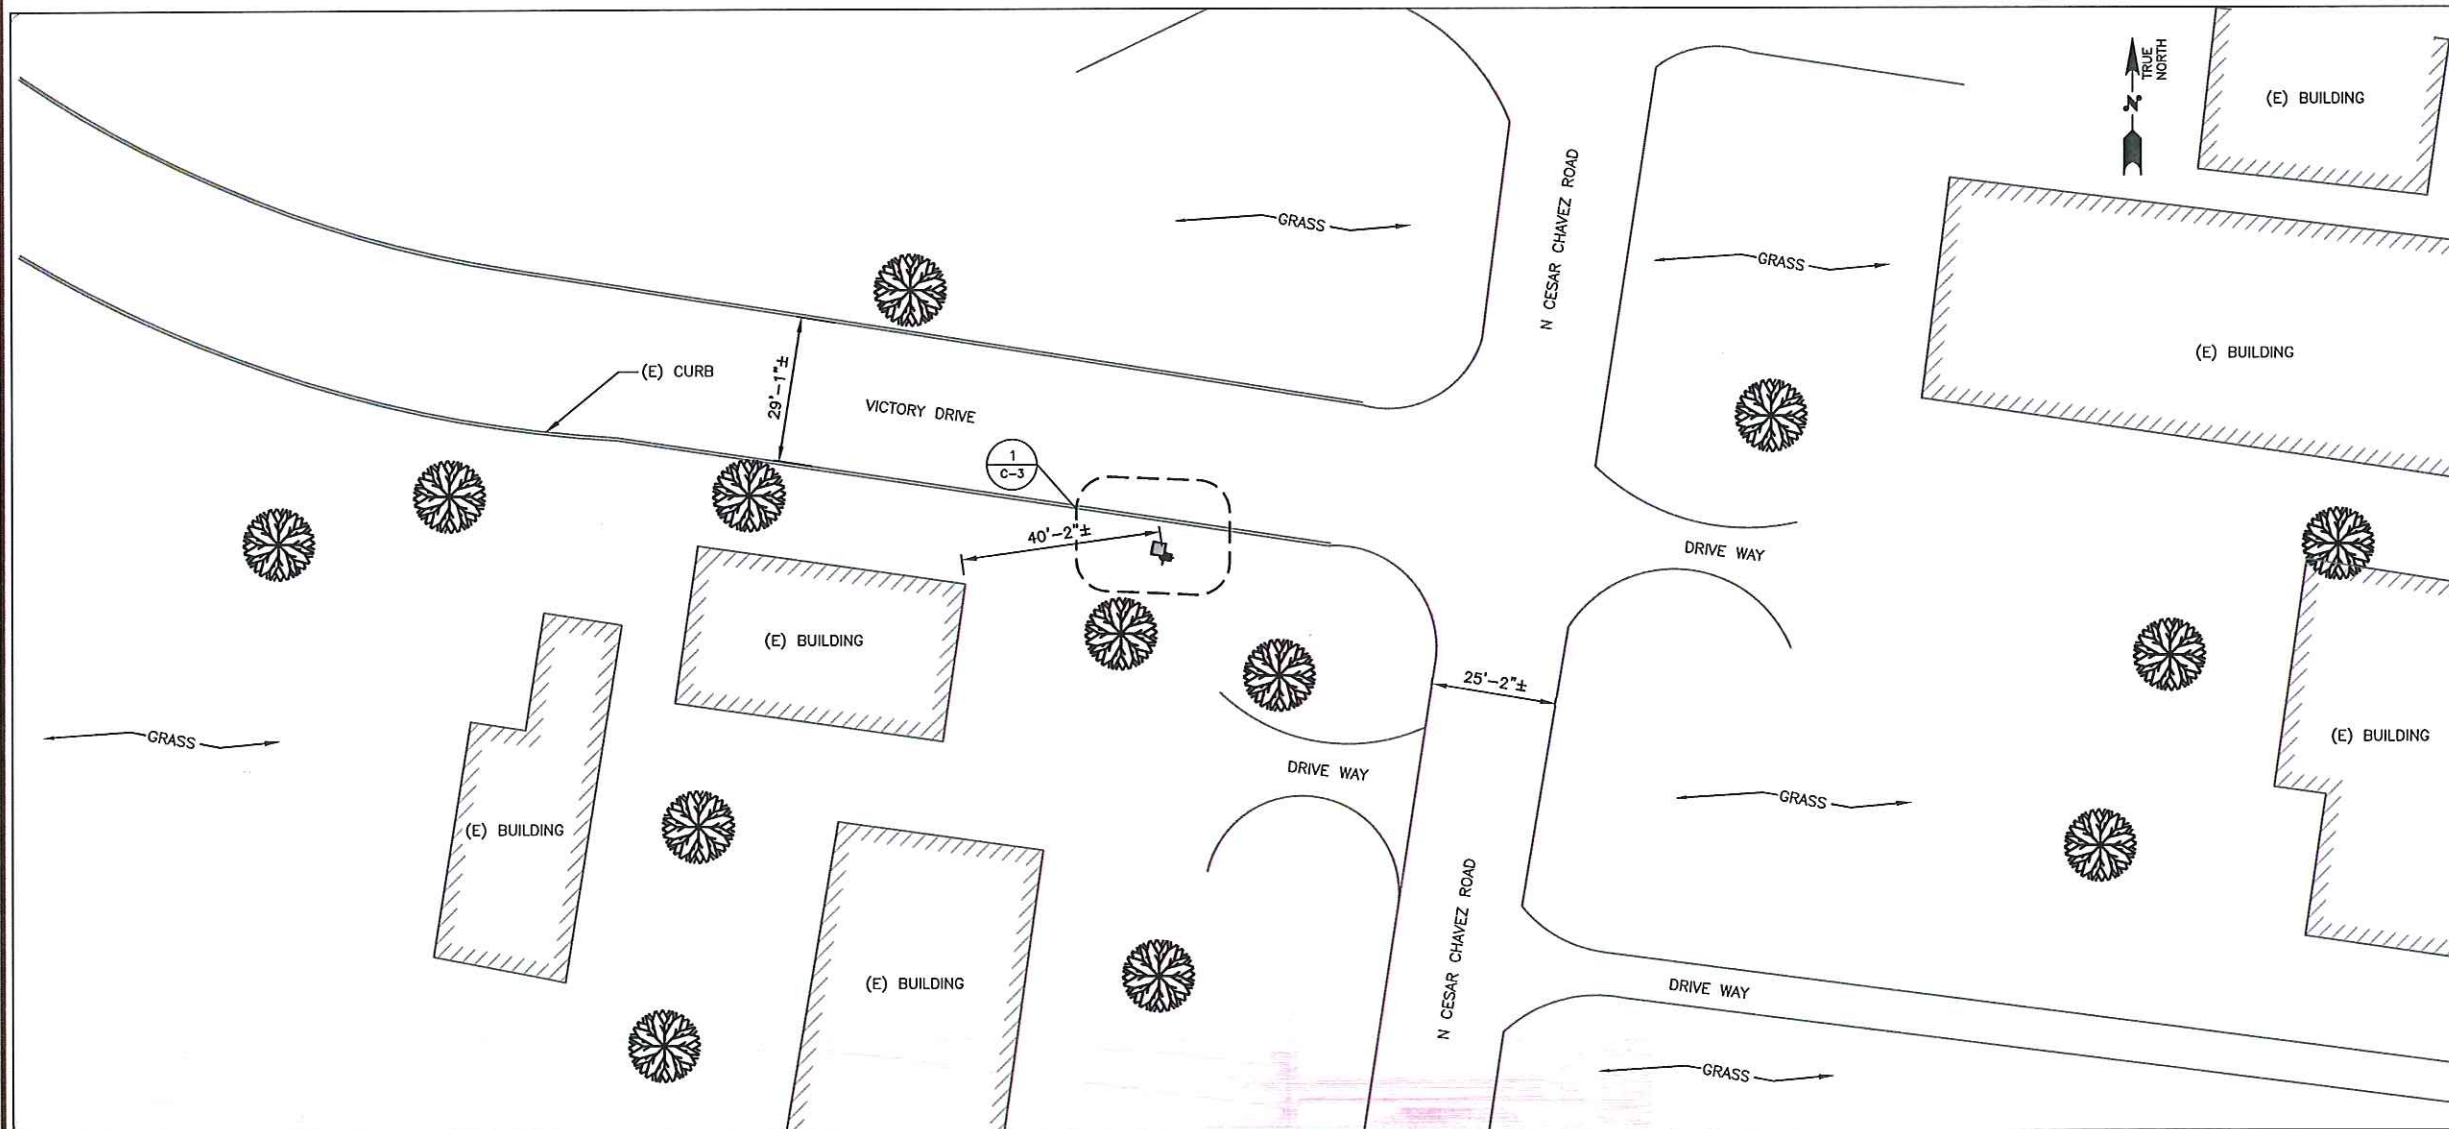 TRUE
NORTH
N
(E) BUILDING
N CESAR CHAVEZ ROAD
GRASS
GRASS
(E) BUILDING
(E) CURB
29'-1"±
VICTORY DRIVE
1
C-3
40'-2"±
DRIVE WAY
(E) BUILDING
25'-2"±
GRASS
DRIVE WAY
(E) BUILDING
GRASS
(E) BUILDING
N CESAR CHAVEZ ROAD
(E) BUILDING
DRIVE WAY
GRASS